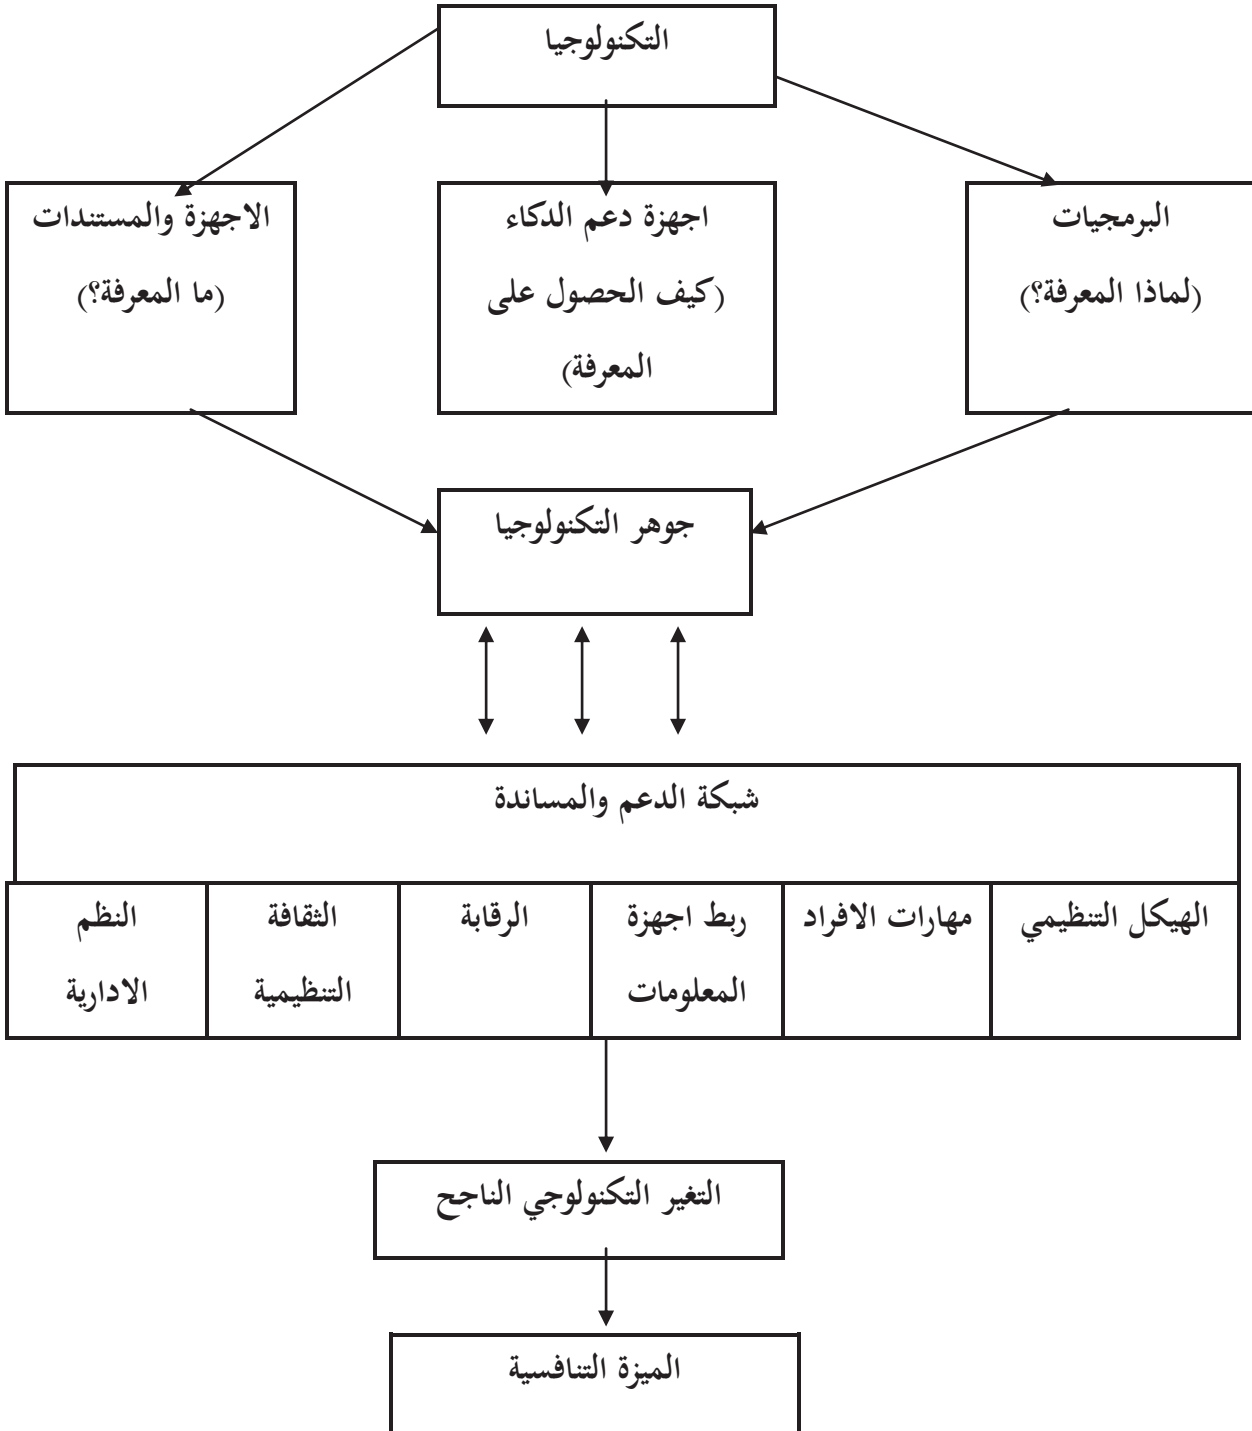 التكنولوجيا
البرمجيات
(لماذا المعرفة؟)
اجهزة دعم الدكاء
(كيف الحصول على
المعرفة)
الاجهزة والمستندات
(ما المعرفة؟)
جوهر التكنولوجيا
شبكة الدعم والمساندة
الهيكل التنظيمي
مهارات الافراد
ربط اجهزة
المعلومات
الرقابة
الثقافة
التنظيمية
النظم
الادارية
التغير التكنولوجي الناجح
الميزة التنافسية